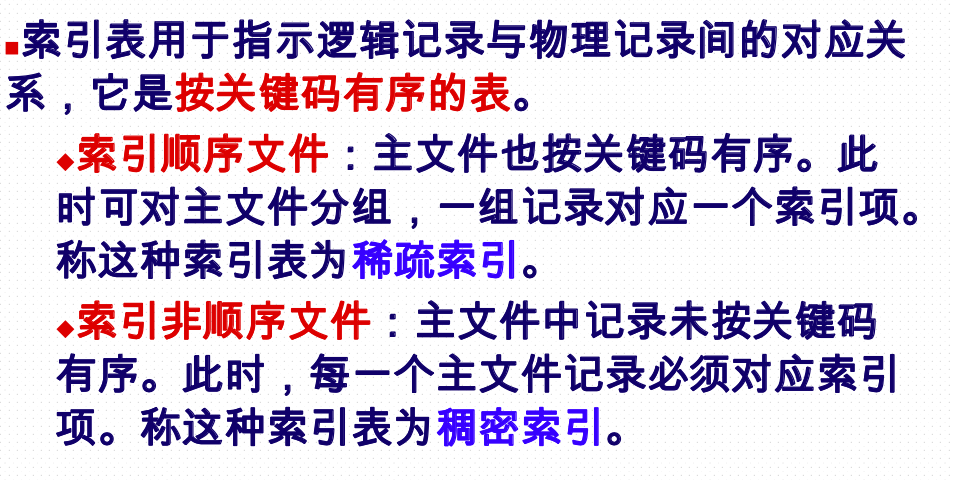 ▪索引表用于指示逻辑记录与物理记录间的对应关
系，它是按关键码有序的表。
◆索引顺序文件：主文件也按关键码有序。此
时可对主文件分组，一组记录对应一个索引项。
称这种索引表为稀疏索引。
◆索引非顺序文件：主文件中记录未按关键码
有序。此时，每一个主文件记录必须对应索引
项。称这种索引表为稠密索引。